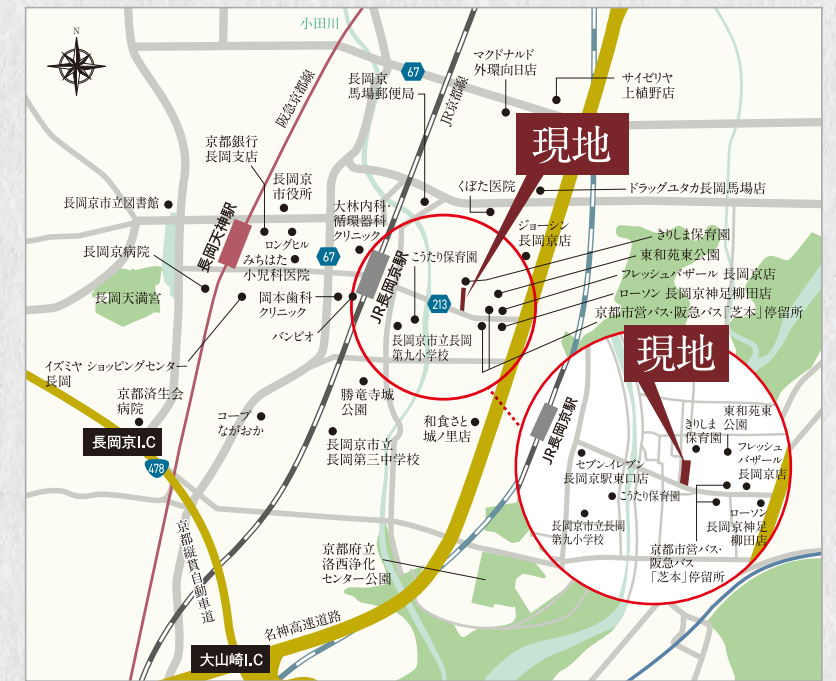 N
小田川
阪急京都線
67
長岡京
馬場郵便局
JR京都線
マクドナルド
外環向日店
サイゼリヤ
上植野店
現地
京都銀行
長岡支店
長岡京
市役所
長岡京市立図書館
長岡天神駅
大林内科・
循環器科
クリニック
くぼた医院
ドラッグユタカ長岡馬場店
ジョーシン
長岡京店
ロングヒル
みちはた
小児科医院
67
長岡京病院
長岡天満宮
岡本歯科
クリニック
バンビオ
JR長岡京駅
こうたり保育園
213
きりしま保育園
東和苑東公園
フレッシュバザール 長岡京店
ローソン 長岡京神足柳田店
京都市営バス・阪急バス「芝本」停留所
長岡京市立長岡
第九小学校
イズミヤ ショッピングセンター
長岡
京都済生会
病院
長岡京I.C
478
コープ
ながおか
勝竜寺城
公園
長岡京市立
長岡第三中学校
和食さと
城ノ里店
現地
JR長岡京駅
東和苑東
公園
きりしま
保育園
フレッシュ
バザール
長岡京店
セブン-イレブン
長岡京駅東口店
こうたり保育園
長岡京市立長岡
第九小学校
ローソン
長岡京神足
柳田店
京都市営バス・
阪急バス
「芝本」停留所
京都縦貫自動車道
京都府立
洛西浄化
センター公園
名神高速道路
大山崎I.C